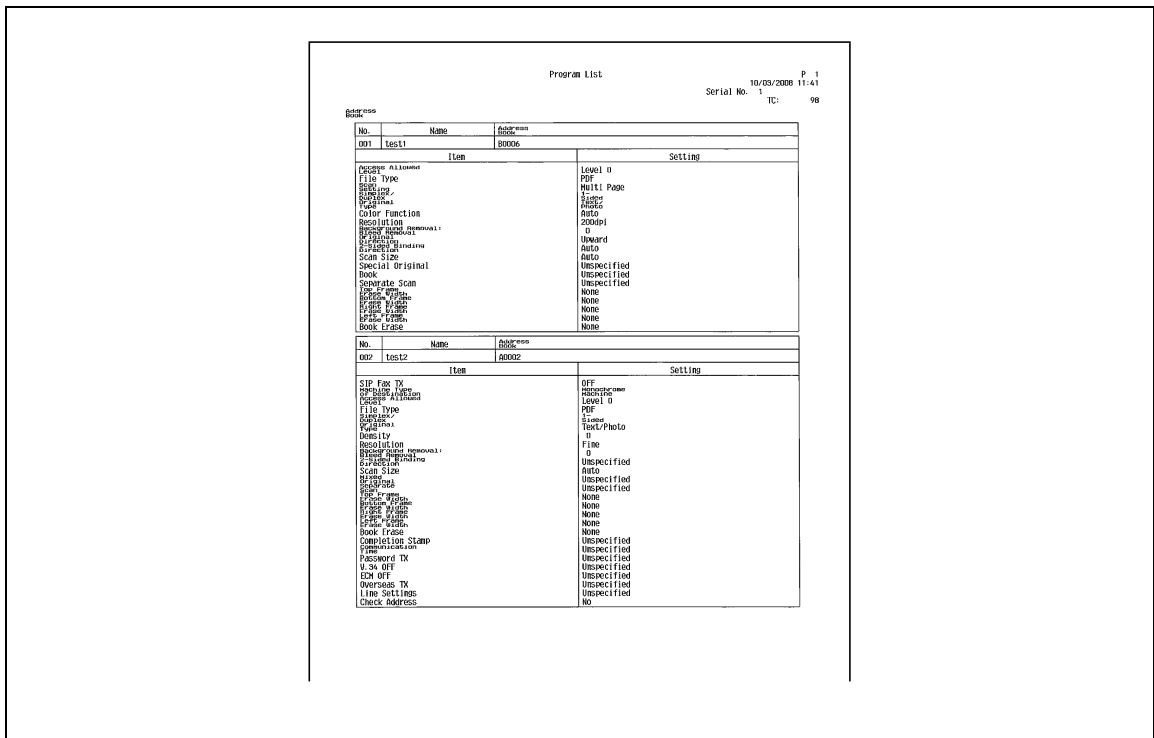 Program List P 1
10/03/2008 11:41
Serial No. 1
TC: 98
Address
Book
No. Name Address
Book
001 test1 B0006
Item Setting
Access Allowed
Level Level 0
File Type PDF
Scan
Setting Multi Page
Simplex/
Duplex 1-
Sided
Original
Type Text/
Photo
Color Function Auto
Resolution 200dpi
Background Removal:
Bleed Removal 0
Original
Direction Upward
2-Sided Binding
Direction Auto
Scan Size Auto
Special Original Unspecified
Book Unspecified
Separate Scan Unspecified
Top Frame
Erase Width None
Bottom Frame
Erase Width None
Right Frame
Erase Width None
Left Frame
Erase Width None
Book Erase None
No. Name Address
Book
002 test2 A0002
Item Setting
SIP Fax TX OFF
Machine Type
of Destination Monochrome
Machine
Access Allowed
Level Level 0
File Type PDF
Simplex/
Duplex 1-
Sided
Original
Type Text/Photo
Density 0
Resolution Fine
Background Removal:
Bleed Removal 0
2-Sided Binding
Direction Unspecified
Scan Size Auto
Mixed
Original Unspecified
Separate
Scan Unspecified
Top Frame
Erase Width None
Bottom Frame
Erase Width None
Right Frame
Erase Width None
Left Frame
Erase Width None
Book Erase None
Completion Stamp Unspecified
Communication
Time Unspecified
Password TX Unspecified
V.34 OFF Unspecified
ECM OFF Unspecified
Overseas TX Unspecified
Line Settings Unspecified
Check Address No